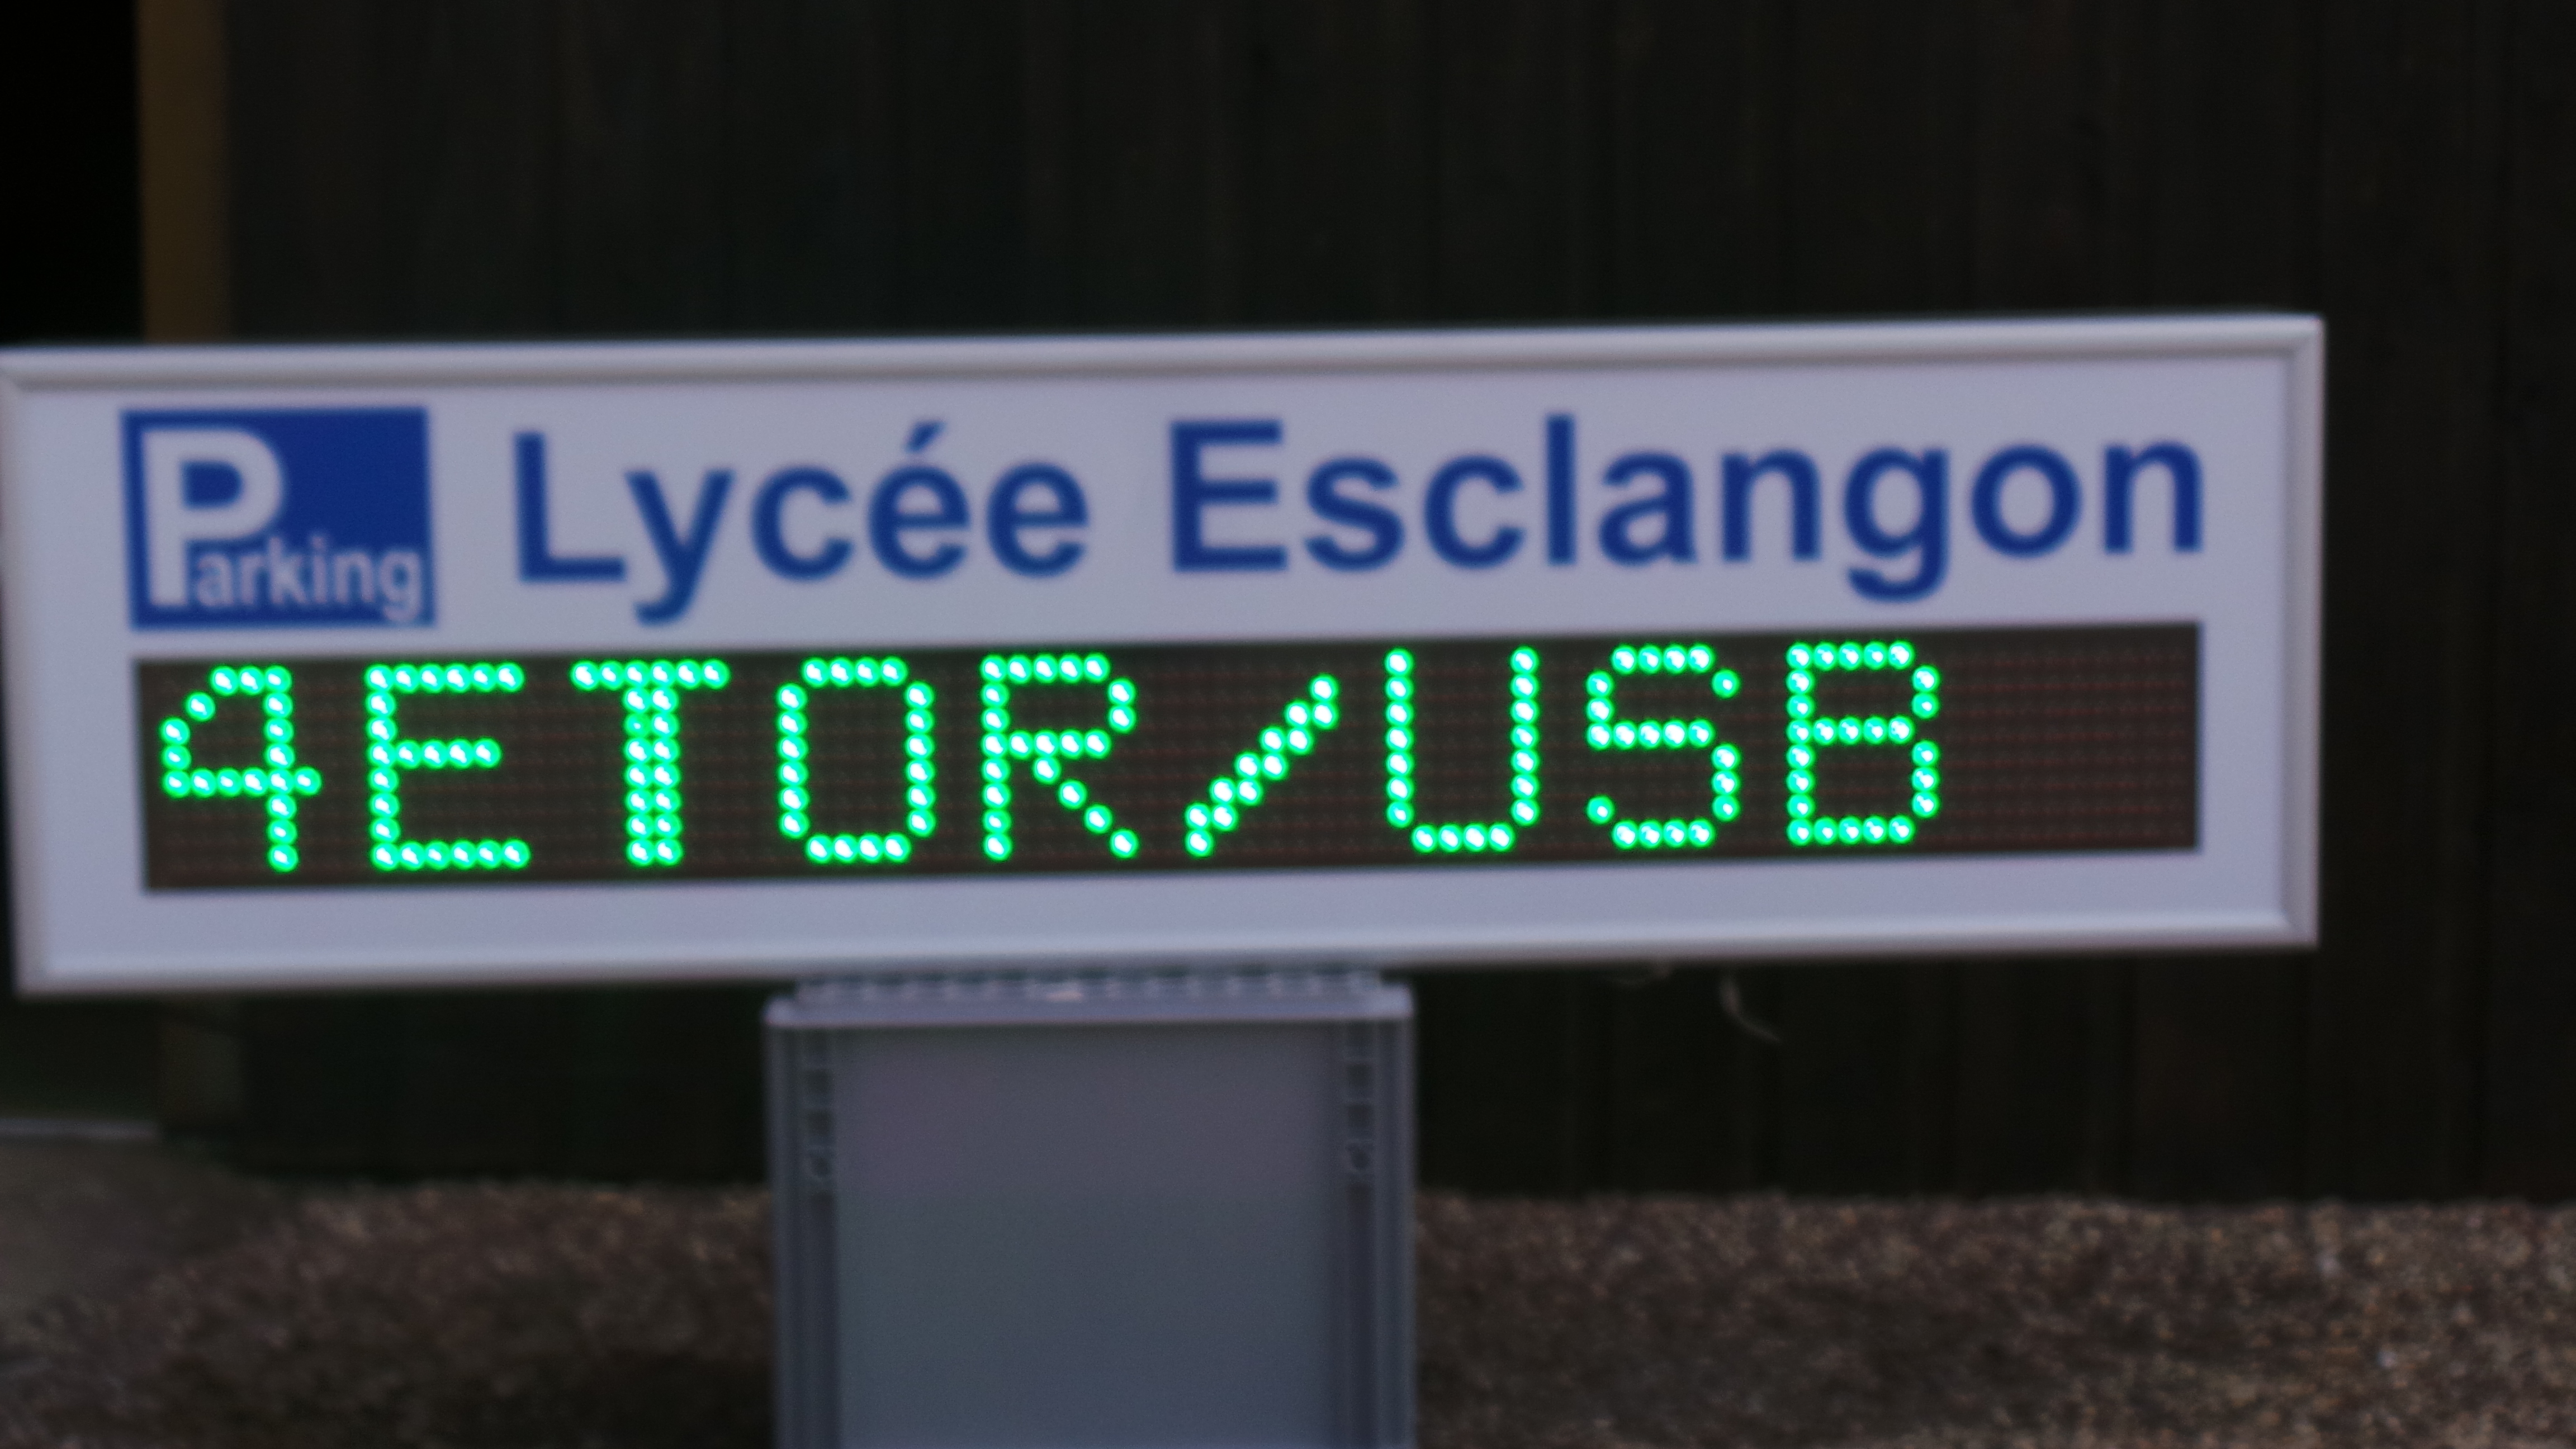 Parking Lycée Esclangon
4ETOR/USB